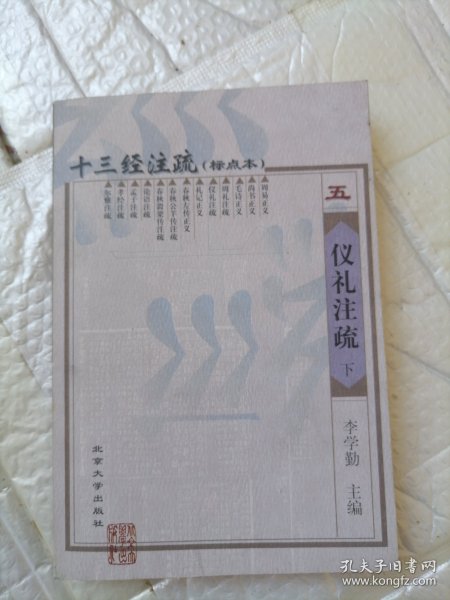 十三经注疏(标点本)
▲周易正义
▲尚书正义
▲毛诗正义
▲周礼注疏
▲仪礼注疏
▲礼记正义
▲春秋左传正义
▲春秋公羊传注疏
▲春秋穀梁传注疏
▲论语注疏
▲孟子注疏
▲孝经注疏
▲尔雅注疏
五
仪礼注疏
下
李学勤 主编
北京大学出版社
孔夫子旧书网
www.kongfz.com